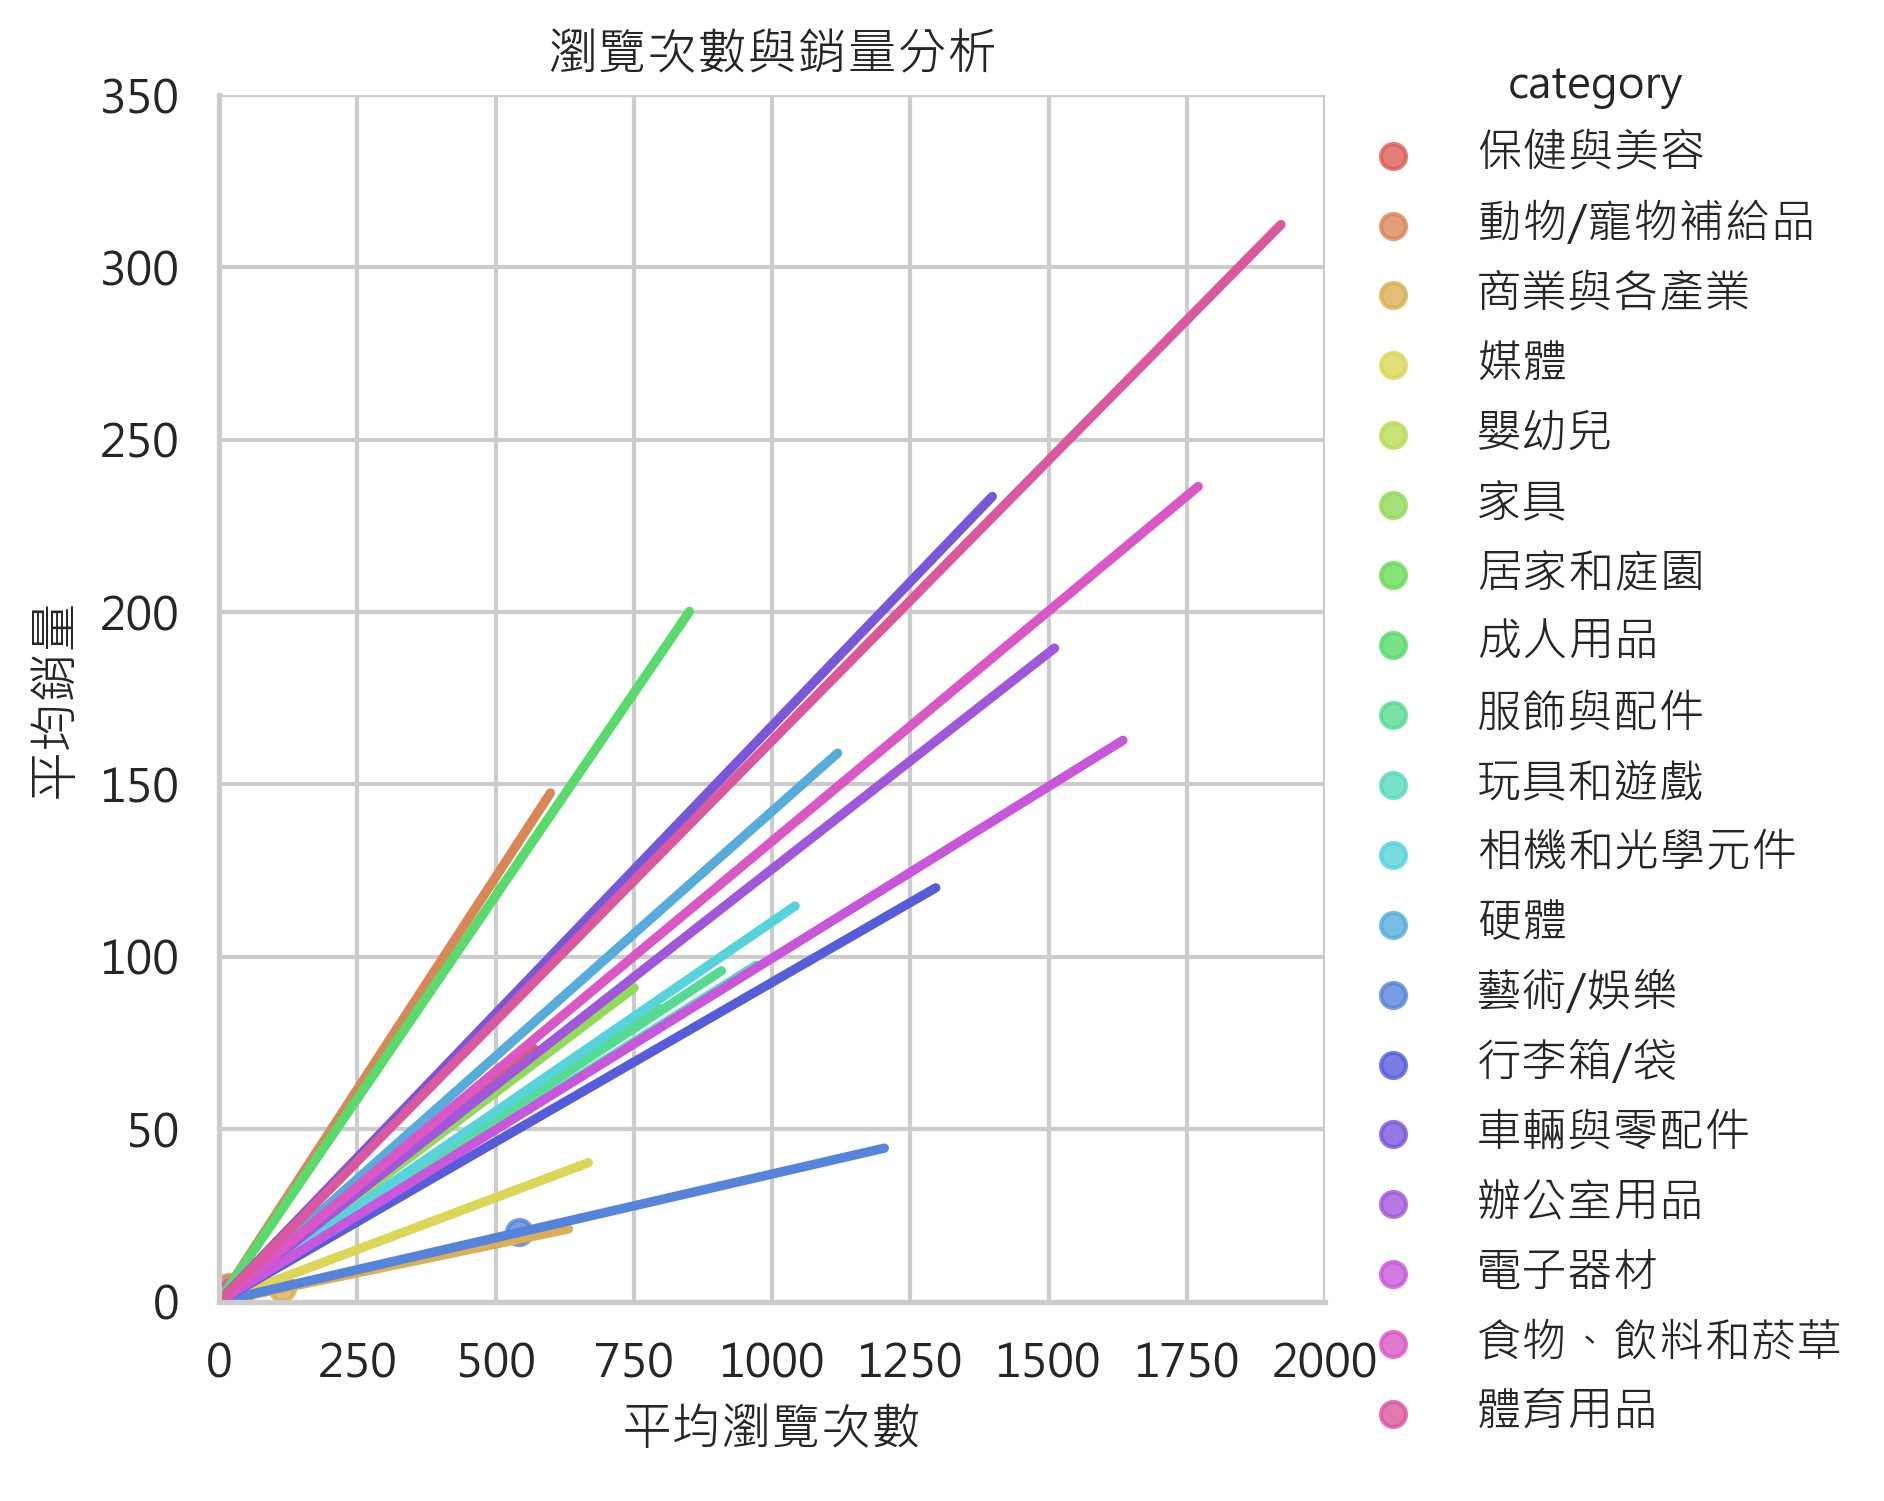 瀏覽次數與銷量分析
350
300
250
200
150
100
50
0
平均銷量
0 250 500 750 1000 1250 1500 1750 2000
平均瀏覽次數
category
保健與美容
動物/寵物補給品
商業與各產業
媒體
嬰幼兒
家具
居家和庭園
成人用品
服飾與配件
玩具和遊戲
相機和光學元件
硬體
藝術/娛樂
行李箱/袋
車輛與零配件
辦公室用品
電子器材
食物、飲料和菸草
體育用品